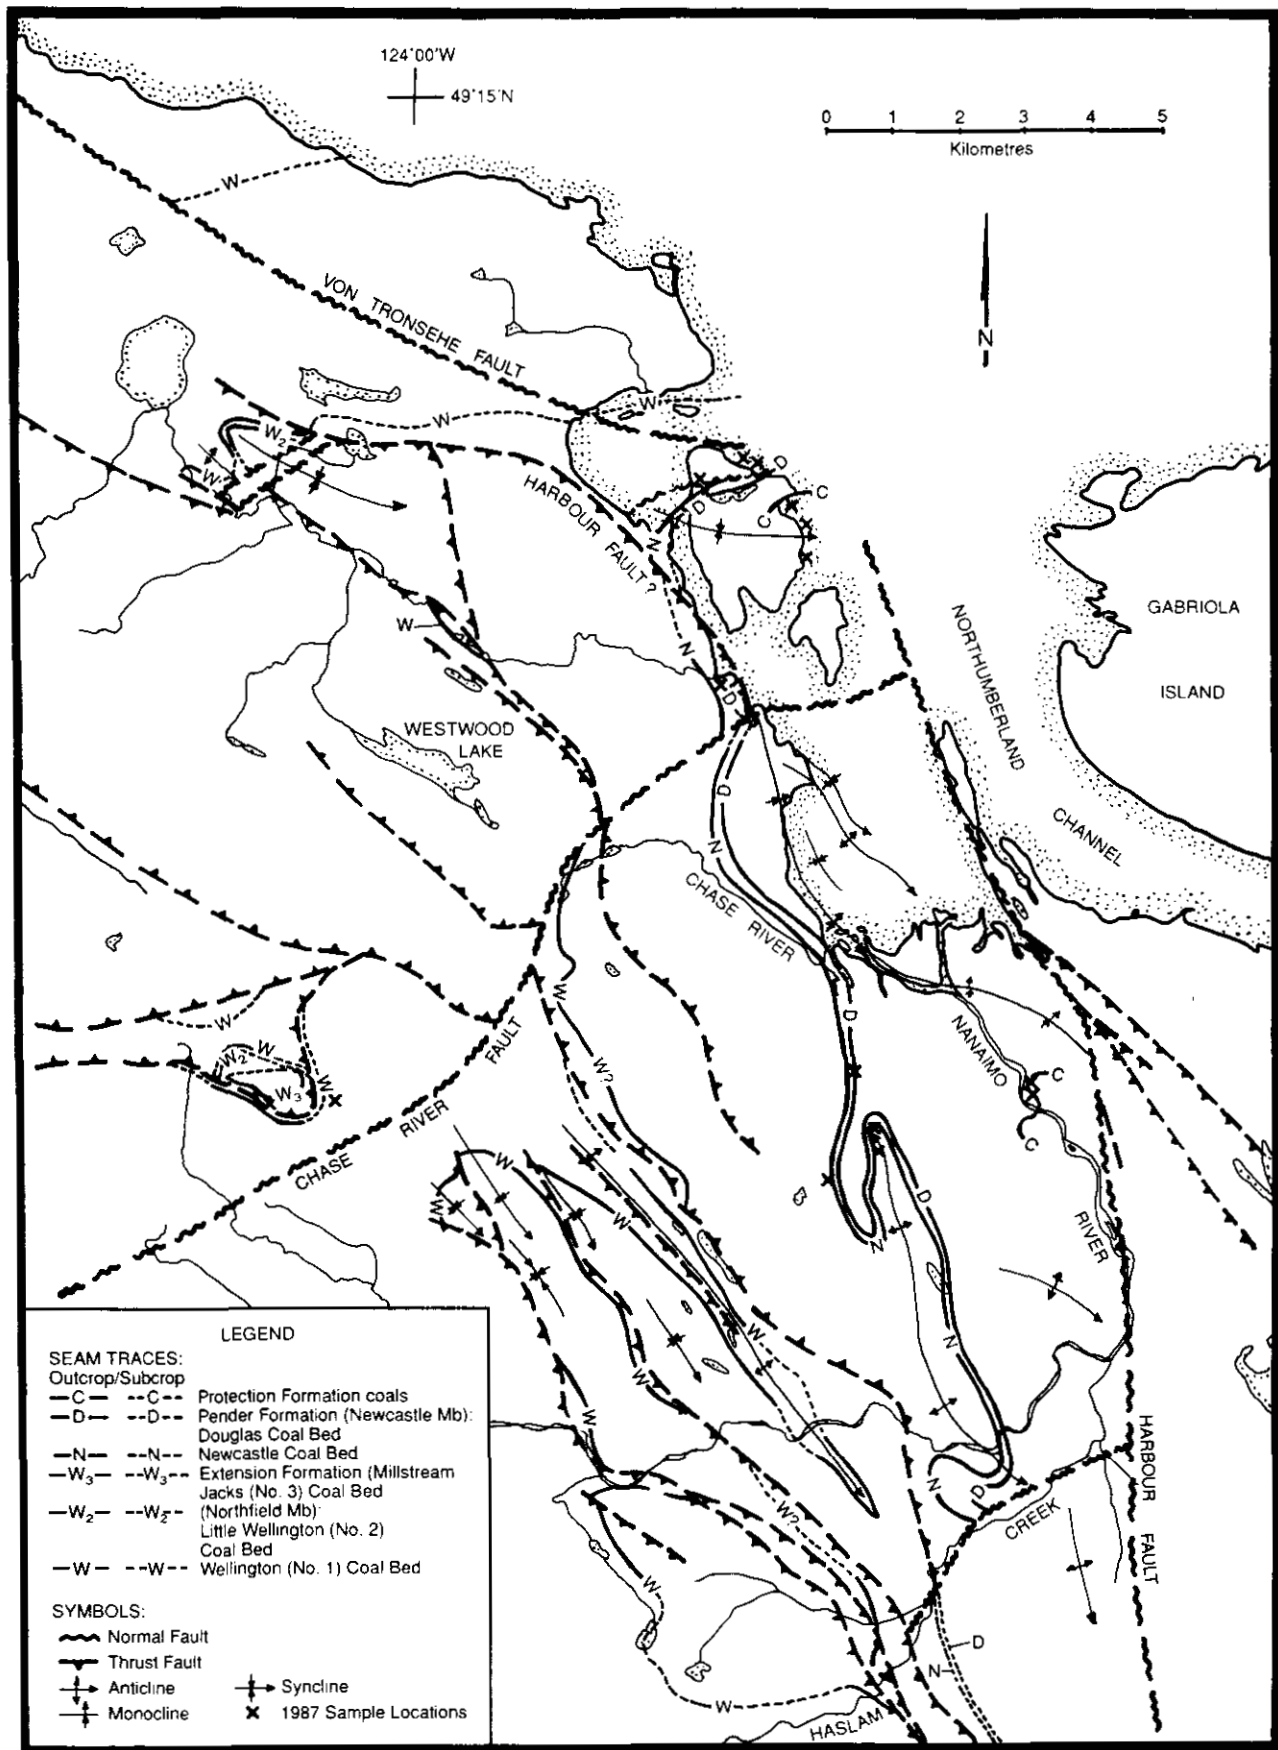 124°00'W
49°15'N
0 1 2 3 4 5
Kilometres
N
W
VON TRONSEHE FAULT
W
W
W2
W
D
D
C
C
HARBOUR FAULT?
N
N
D
W
GABRIOLA
ISLAND
NORTHUMBERLAND
CHANNEL
WESTWOOD
LAKE
D
N
CHASE RIVER
W
W?
D
NANAIMO
RIVER
C
C
W
W2
W
W3
W
CHASE
RIVER
FAULT
W
W
W
D
N
N
W
W
W
W?
N
D
CREEK
HARBOUR
FAULT
W
D
N
W
HASLAM
LEGEND
SEAM TRACES:
Outcrop/Subcrop
—C— --C-- Protection Formation coals
—D— --D-- Pender Formation (Newcastle Mb):
Douglas Coal Bed
—N— --N-- Newcastle Coal Bed
—W3— --W3-- Extension Formation (Millstream
Jacks (No. 3) Coal Bed
—W2— --W2-- (Northfield Mb):
Little Wellington (No. 2)
Coal Bed
—W— --W-- Wellington (No. 1) Coal Bed
SYMBOLS:
Normal Fault
Thrust Fault
Anticline
Syncline
Monocline
X 1987 Sample Locations